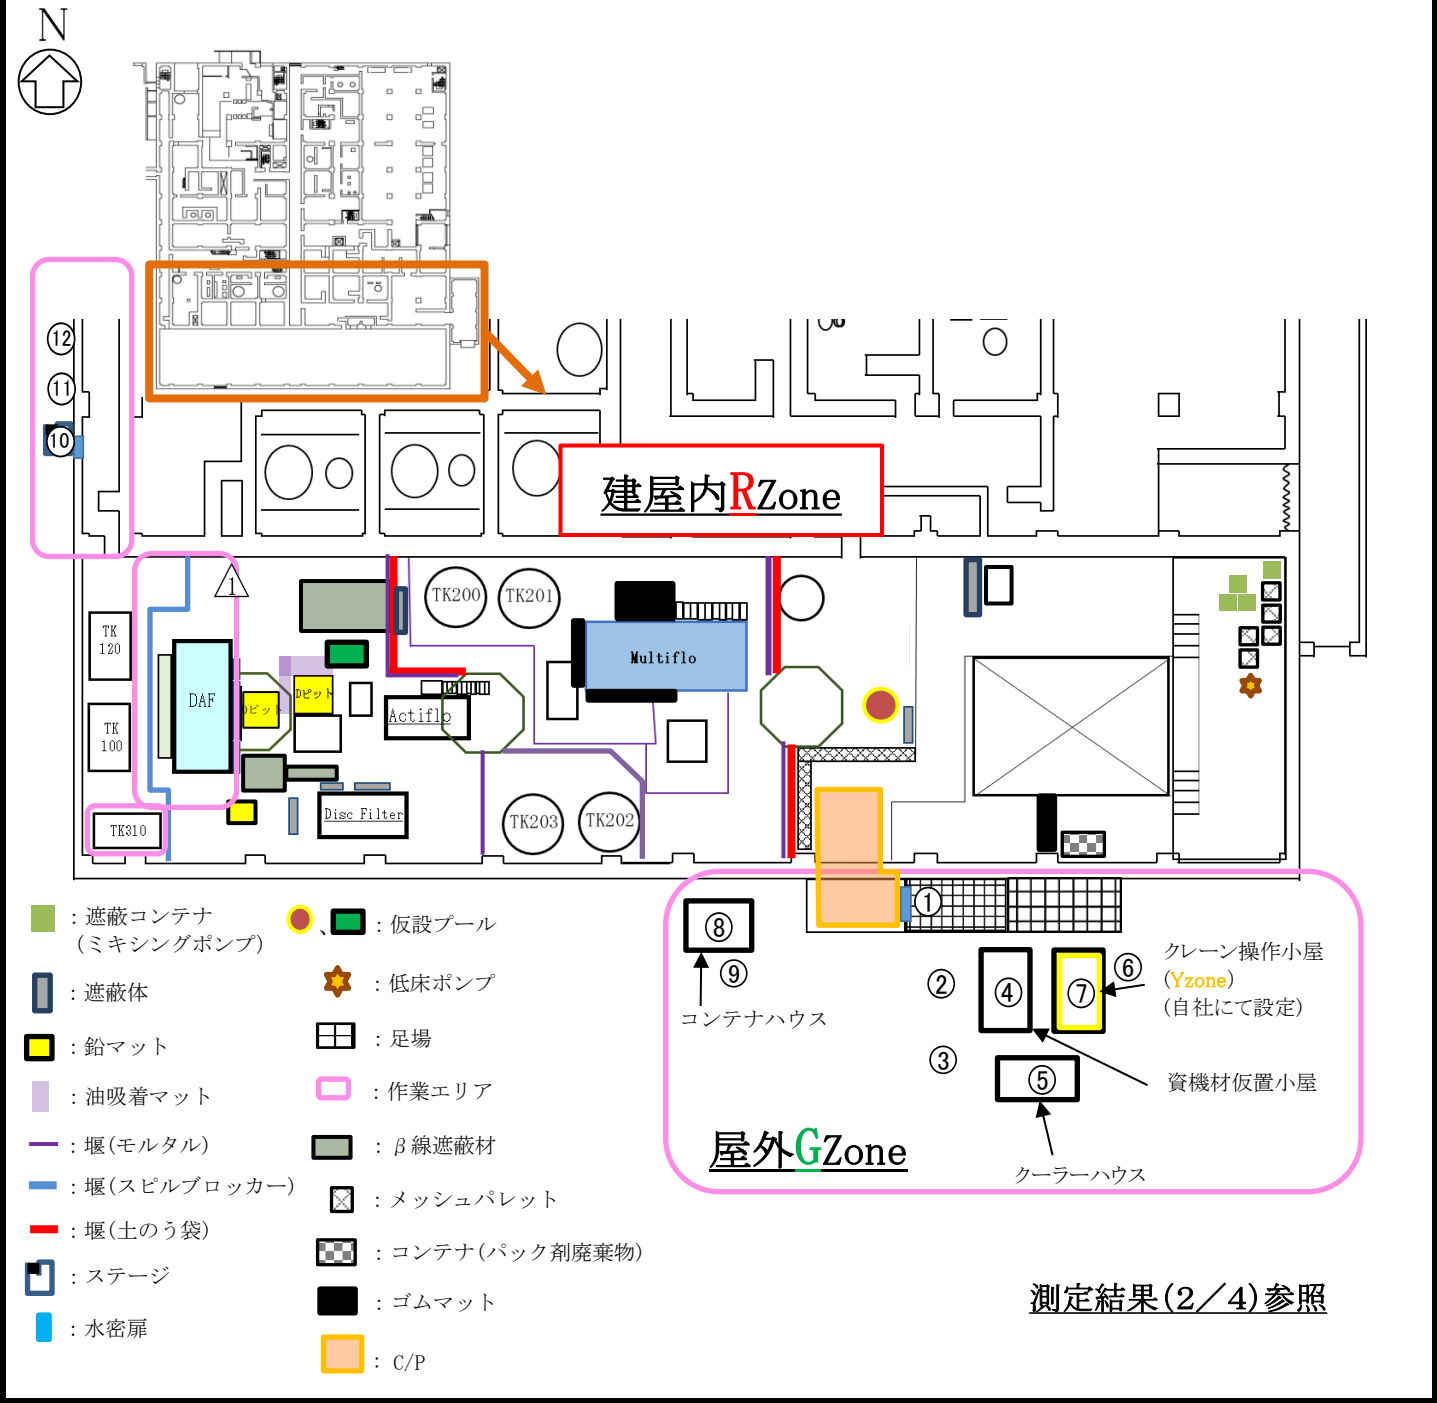 N
⑫
⑪
⑩
建屋内RZone
1
TK
120
TK200
TK201
Multiflo
DAF
Dピット
Dピット
Actiflo
TK
100
TK310
Disc Filter
TK203
TK202
①
⑧
⑨
コンテナハウス
②
④
⑦
⑥
クレーン操作小屋
(Yzone)
(自社にて設定)
③
⑤
資機材仮置小屋
クーラーハウス
屋外GZone
:遮蔽コンテナ
(ミキシングポンプ)
、 :仮設プール
:遮蔽体
:低床ポンプ
:鉛マット
:足場
:油吸着マット
:作業エリア
:堰(モルタル)
:β線遮蔽材
:堰(スピルブロッカー)
:メッシュパレット
:堰(土のう袋)
:コンテナ(パック剤廃棄物)
:ステージ
:ゴムマット
:水密扉
:C/P
測定結果(2/4)参照